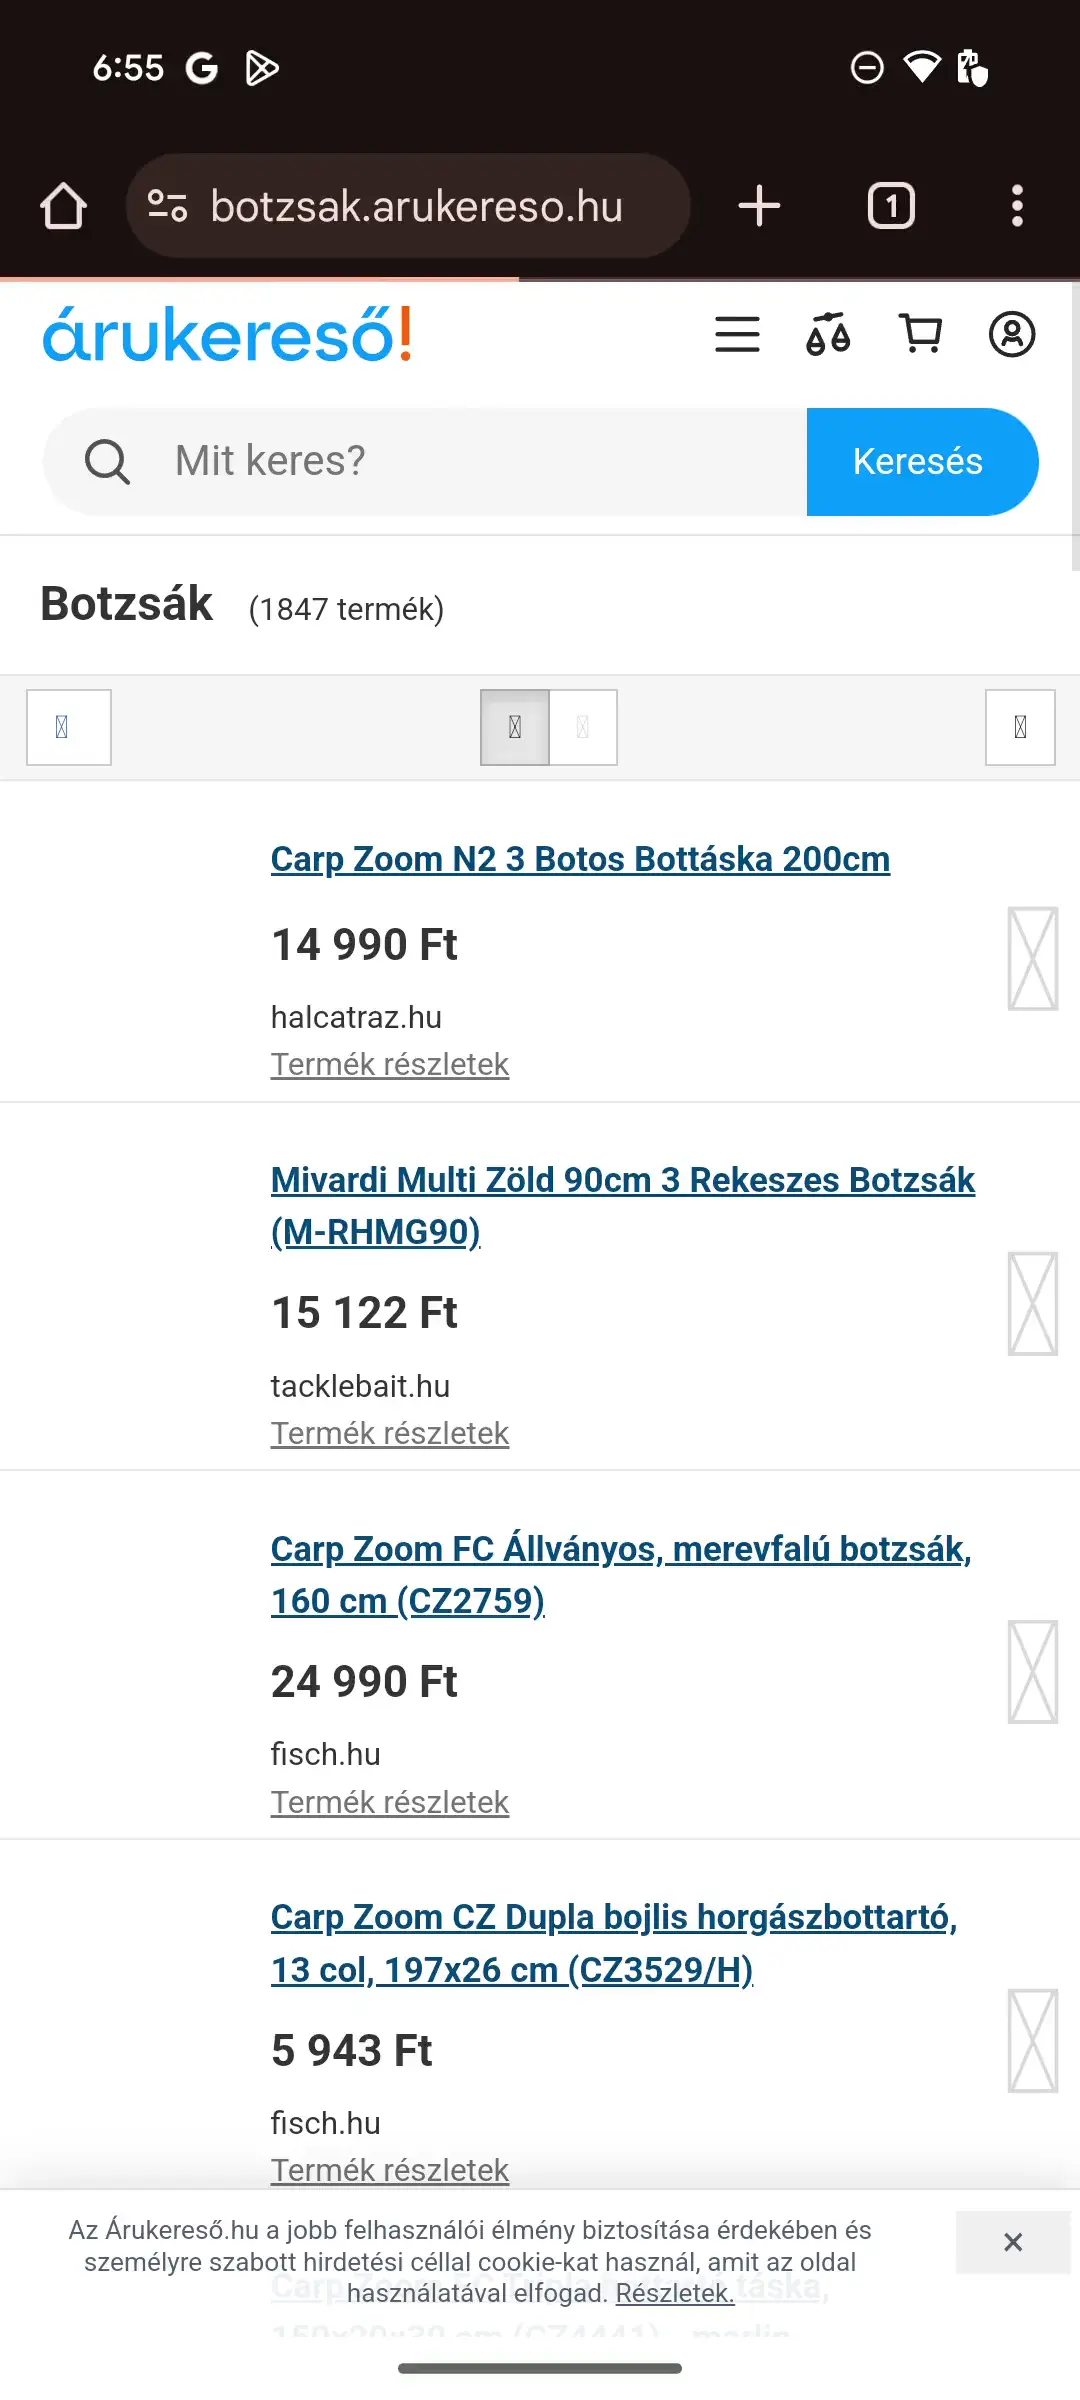 6:55
botzsak.arukereso.hu
1
árukereső!
Mit keres?
Keresés
Botzsák (1847 termék)
Carp Zoom N2 3 Botos Bottáska 200cm
14 990 Ft
halcatraz.hu
Termék részletek
Mivardi Multi Zöld 90cm 3 Rekeszes Botzsák
(M-RHMG90)
15 122 Ft
tacklebait.hu
Termék részletek
Carp Zoom FC Állványos, merevfalú botzsák,
160 cm (CZ2759)
24 990 Ft
fisch.hu
Termék részletek
Carp Zoom CZ Dupla bojlis horgászbottartó,
13 col, 197x26 cm (CZ3529/H)
5 943 Ft
fisch.hu
Termék részletek
Az Árukereső.hu a jobb felhasználói élmény biztosítása érdekében és
személyre szabott hirdetési céllal cookie-kat használ, amit az oldal
használatával elfogad. Részletek.